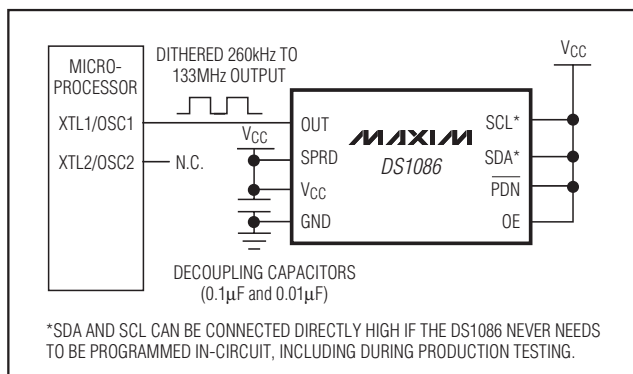 DITHERED 260kHz TO
133MHz OUTPUT
MICRO-
PROCESSOR
XTL1/OSC1
XTL2/OSC2
N.C.
VCC
OUT
SPRD
VCC
GND
MAXIM
DS1086
SCL*
SDA*
PDN
OE
VCC
DECOUPLING CAPACITORS
(0.1µF and 0.01µF)
*SDA AND SCL CAN BE CONNECTED DIRECTLY HIGH IF THE DS1086 NEVER NEEDS
TO BE PROGRAMMED IN-CIRCUIT, INCLUDING DURING PRODUCTION TESTING.